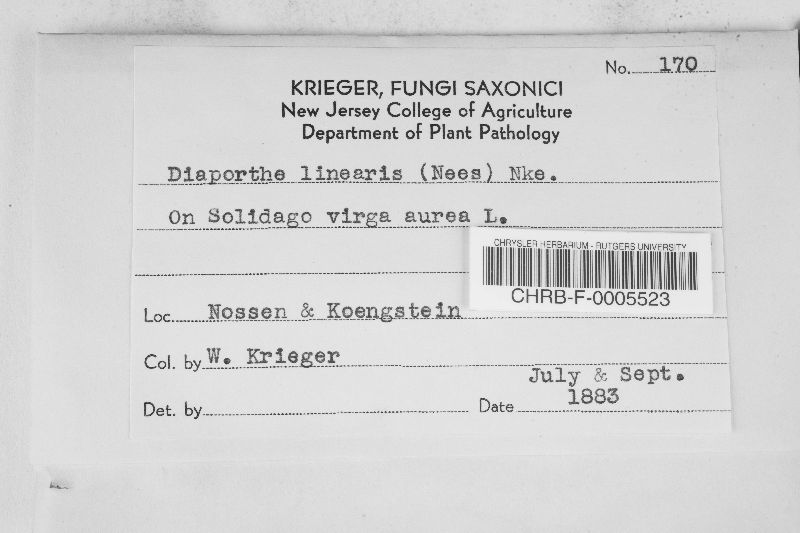 No. 170
KRIEGER, FUNGI SAXONICI
New Jersey College of Agriculture
Department of Plant Pathology
Diaporthe linearis (Nees) Nke.
On Solidago virga aurea L.
CHRYSLER HERBARIUM - RUTGERS UNIVERSITY
CHRB-F-0005523
Loc. Nossen & Koengstein
Col. by W. Krieger
July & Sept.
Det. by
Date 1883